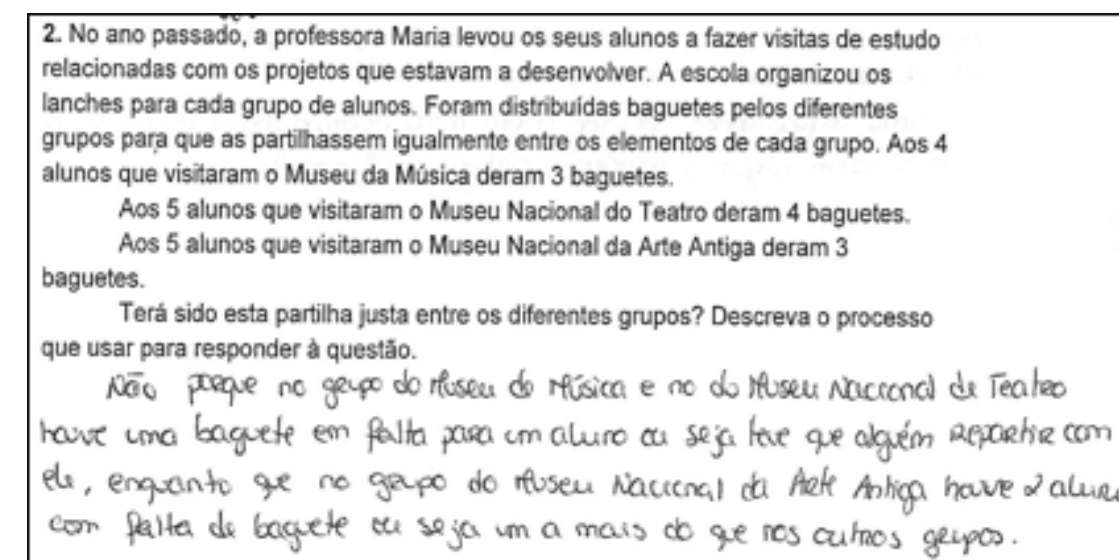 2. No ano passado, a professora Maria levou os seus alunos a fazer visitas de estudo
relacionadas com os projetos que estavam a desenvolver. A escola organizou os
lanches para cada grupo de alunos. Foram distribuídas baguetes pelos diferentes
grupos para que as partilhassem igualmente entre os elementos de cada grupo. Aos 4
alunos que visitaram o Museu da Música deram 3 baguetes.
Aos 5 alunos que visitaram o Museu Nacional do Teatro deram 4 baguetes.
Aos 5 alunos que visitaram o Museu Nacional da Arte Antiga deram 3
baguetes.
Terá sido esta partilha justa entre os diferentes grupos? Descreva o processo
que usar para responder à questão.
Não porque no grupo do Museu de Música e no do Museu Nacional de Teatro
houve uma baguete em falta para um aluno ou seja teve que alguém repartir com
ele, enquanto que no grupo do Museu Nacional da Arte Antiga houve 2 alunos
com falta de baguete ou seja um a mais do que nos outros grupos.